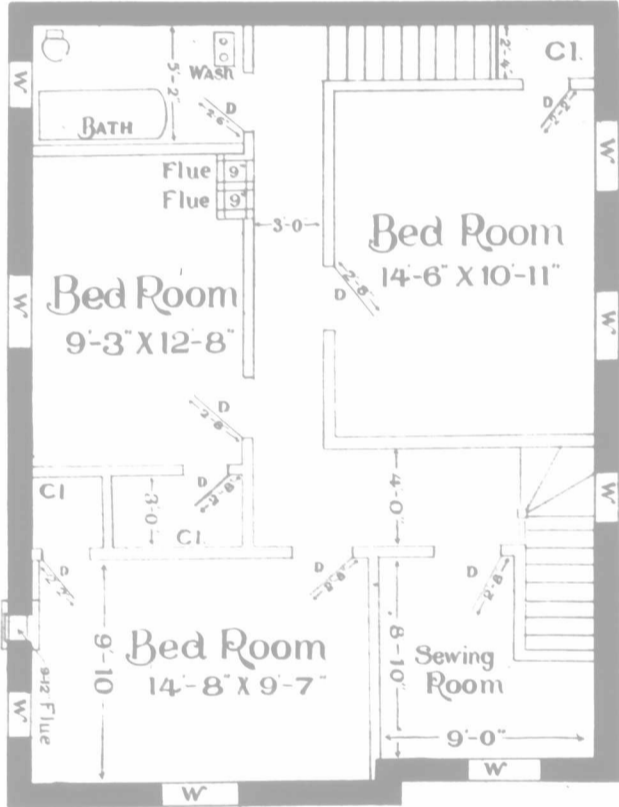 W
5'-2"
Wash
BATH
D
2'-6"
2'-4"
Cl.
D
2'-2"
W
Flue 9"
Flue 9"
3'-0"
Bed Room
14'-6" X 10'-11"
D
2'-8"
W
Bed Room
9'-3" X 12'-8"
W
D
2'-8"
Cl
3'-0"
D
Cl.
4'-0"
W
D
D
2'-8"
D
2'-8"
9-12" Flue
9'-10
Bed Room
14'-8" X 9'-7"
8'-10"
Sewing
Room
9'-0"
W
W
W